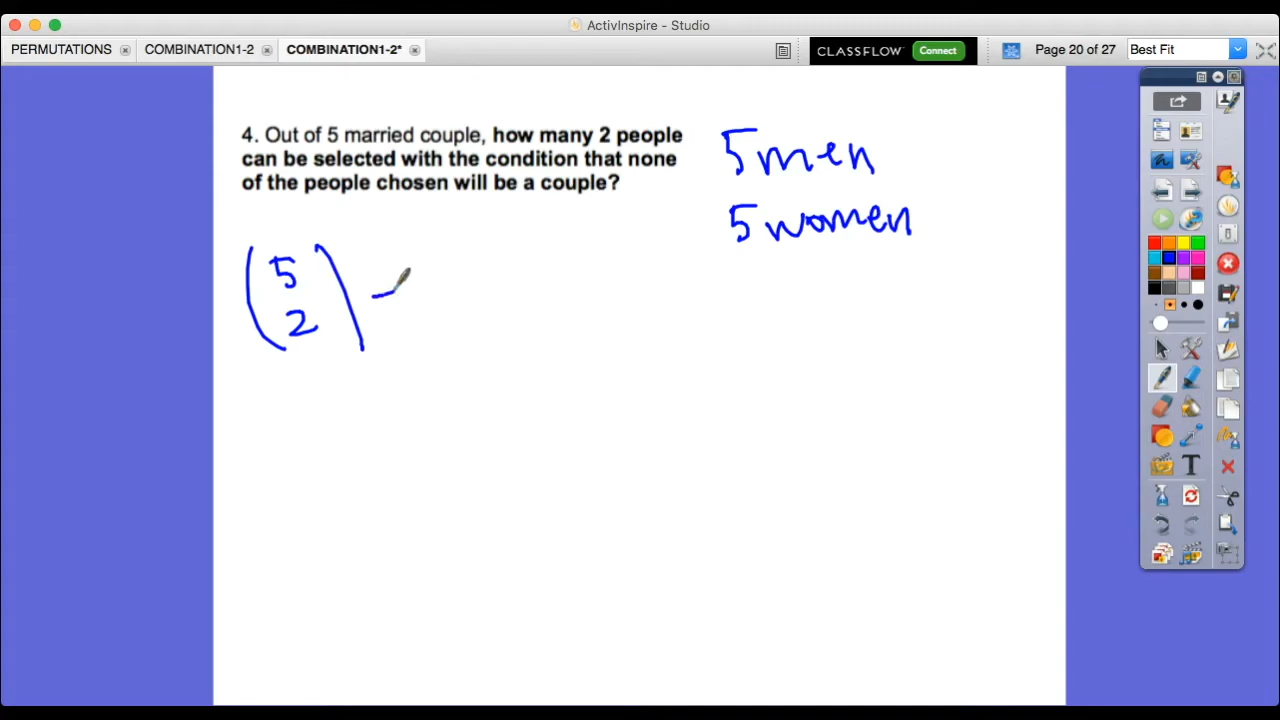 ActivInspire - Studio
PERMUTATIONS COMBINATION1-2 COMBINATION1-2* CLASSFLOW Connect Page 20 of 27 Best Fit
4. Out of 5 married couple, how many 2 people
can be selected with the condition that none
of the people chosen will be a couple?
5 men
5 women
5
2
T